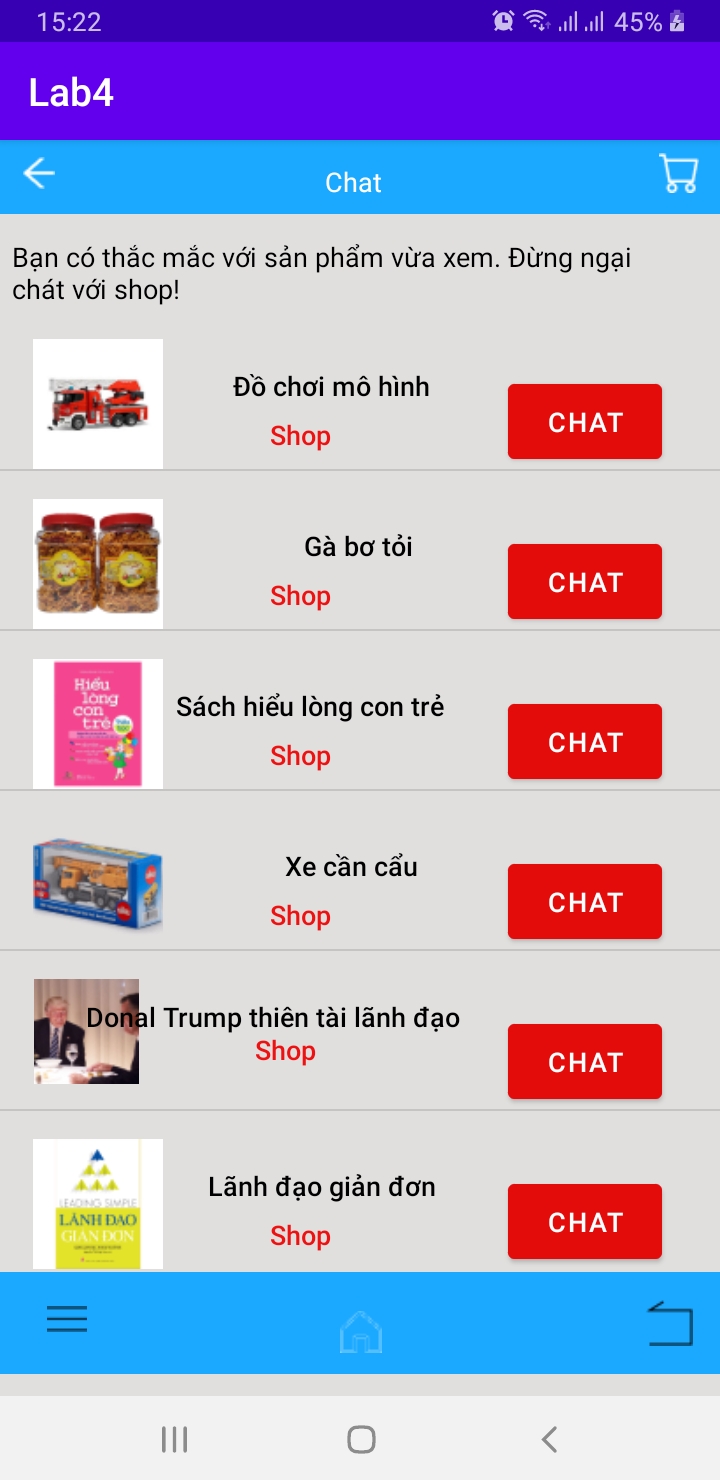 15:22
45%
Lab4
Chat
Bạn có thắc mắc với sản phẩm vừa xem. Đừng ngại
chát với shop!
Đồ chơi mô hình
Shop
CHAT
Gà bơ tỏi
Shop
CHAT
Hiểu
lòng
con
trẻ
Sách hiểu lòng con trẻ
Shop
CHAT
Xe cần cẩu
Shop
CHAT
Donal Trump thiên tài lãnh đạo
Shop
CHAT
LEADING SIMPLE
LÃNH ĐẠO
GIẢN ĐƠN
Lãnh đạo giản đơn
Shop
CHAT